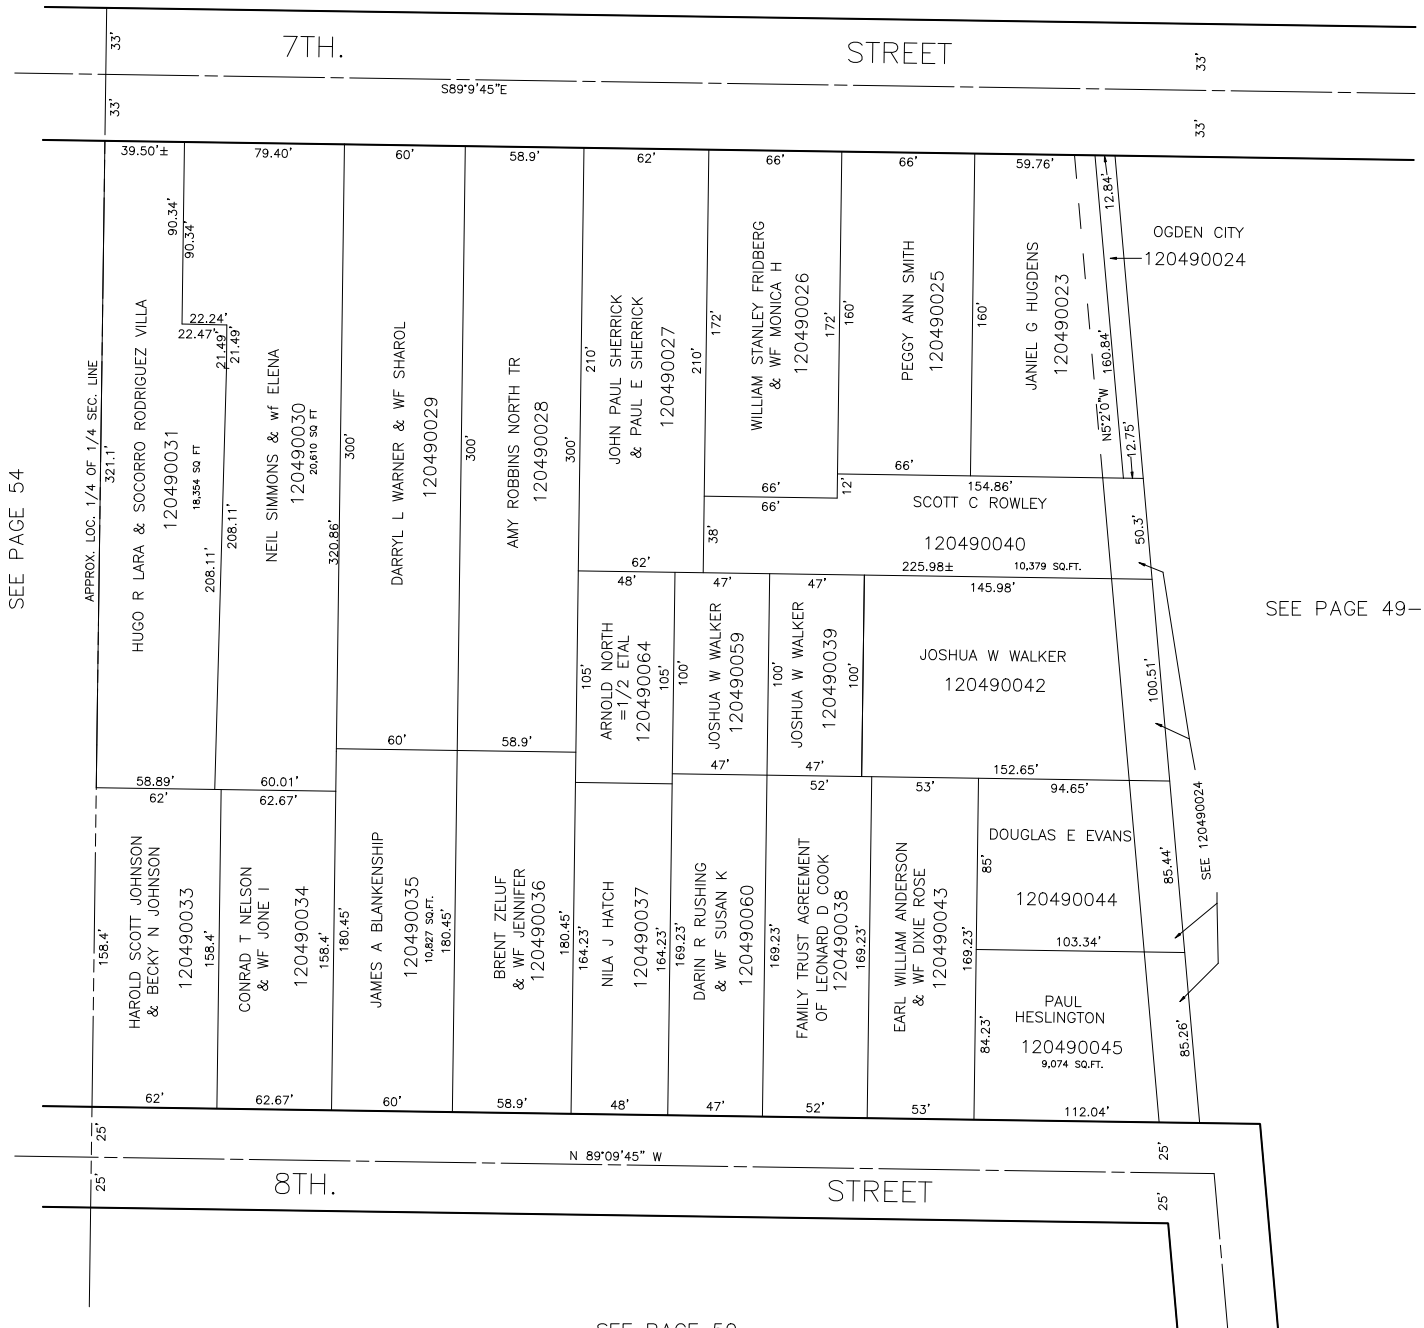 7TH. STREET
33'
33'
33'
33'
S89°9'45"E
39.50'±
79.40'
60'
58.9'
62'
66'
66'
59.76'
12.84'
90.34'
90.34'
22.24'
22.47'
21.49'
21.49'
OGDEN CITY
120490024
SEE PAGE 54
APPROX. LOC. 1/4 OF 1/4 SEC. LINE
321.1'
HUGO R LARA & SOCORRO RODRIGUEZ VILLA
120490031
18,354 SQ FT
208.11'
208.11'
NEIL SIMMONS & wf ELENA
120490030
20,610 SQ FT
320.86'
300'
DARRYL L WARNER & WF SHAROL
120490029
300'
AMY ROBBINS NORTH TR
120490028
300'
210'
JOHN PAUL SHERRICK
& PAUL E SHERRICK
120490027
210'
172'
WILLIAM STANLEY FRIDBERG
& WF MONICA H
120490026
172'
160'
PEGGY ANN SMITH
120490025
160'
JANIEL G HUGDENS
120490023
N5°2'0"W
160.84'
12.75'
66'
66'
66'
12'
154.86'
SCOTT C ROWLEY
120490040
225.98±
10,379 SQ.FT.
38'
50.3'
62'
48'
47'
47'
145.98'
SEE PAGE 49-
105'
ARNOLD NORTH
=1/2 ETAL
120490064
105'
100'
JOSHUA W WALKER
120490059
100'
JOSHUA W WALKER
120490039
100'
JOSHUA W WALKER
120490042
100.51'
60'
58.9'
47'
47'
152.65'
58.89'
60.01'
62'
62.67'
52'
53'
94.65'
SEE 120490024
158.4'
HAROLD SCOTT JOHNSON
& BECKY N JOHNSON
120490033
158.4'
CONRAD T NELSON
& WF JONE I
120490034
158.4'
180.45'
JAMES A BLANKENSHIP
120490035
10,827 SQ.FT.
180.45'
BRENT ZELUF
& WF JENNIFER
120490036
180.45'
164.23'
NILA J HATCH
120490037
164.23'
169.23'
DARIN R RUSHING
& WF SUSAN K
120490060
169.23'
FAMILY TRUST AGREEMENT
OF LEONARD D COOK
120490038
169.23'
EARL WILLIAM ANDERSON
& WF DIXIE ROSE
120490043
169.23'
85'
DOUGLAS E EVANS
120490044
85.44'
103.34'
84.23'
PAUL
HESLINGTON
120490045
9,074 SQ.FT.
85.26'
62'
62.67'
60'
58.9'
48'
47'
52'
53'
112.04'
25'
25'
25'
25'
N 89°09'45" W
8TH. STREET
SEE PAGE 50